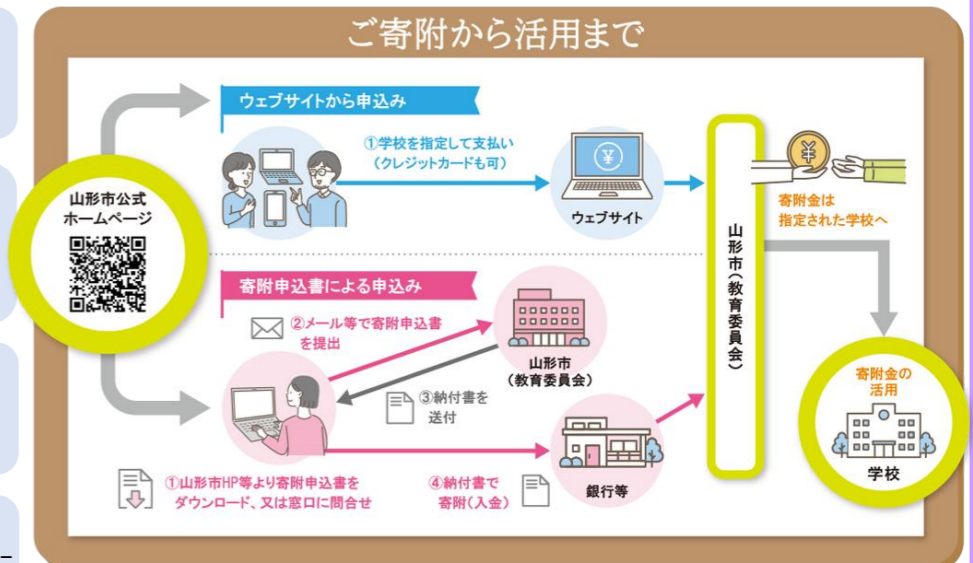 ご寄附から活用まで
ウェブサイトから申込み
①学校を指定して支払い
(クレジットカードも可)
ウェブサイト
山形市公式
ホームページ
寄附申込書による申込み
②メール等で寄附申込書
を提出
山形市
(教育委員会)
③納付書を
送付
①山形市HP等より寄附申込書を
ダウンロード、又は窓口に問合せ
④納付書で
寄附(入金)
銀行等
山形市(教育委員会)
寄附金は
指定された学校へ
寄附金の
活用
学校